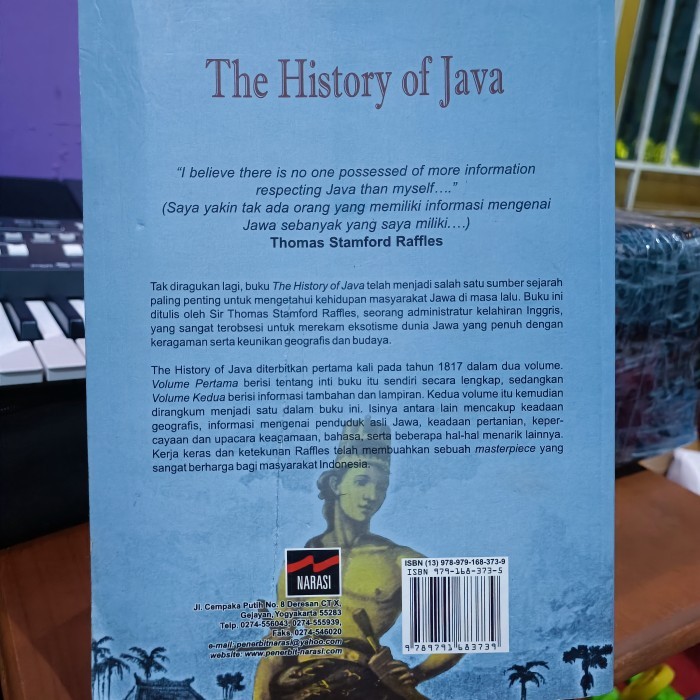 The History of Java
“I believe there is no one possessed of more information
respecting Java than myself....”
(Saya yakin tak ada orang yang memiliki informasi mengenai
Jawa sebanyak yang saya miliki....)
Thomas Stamford Raffles
Tak diragukan lagi, buku The History of Java telah menjadi salah satu sumber sejarah
paling penting untuk mengetahui kehidupan masyarakat Jawa di masa lalu. Buku ini
ditulis oleh Sir Thomas Stamford Raffles, seorang administratur kelahiran Inggris,
yang sangat terobsesi untuk merekam eksotisme dunia Jawa yang penuh dengan
keragaman serta keunikan geografis dan budaya.
The History of Java diterbitkan pertama kali pada tahun 1817 dalam dua volume.
Volume Pertama berisi tentang inti buku itu sendiri secara lengkap, sedangkan
Volume Kedua berisi informasi tambahan dan lampiran. Kedua volume itu kemudian
dirangkum menjadi satu dalam buku ini. Isinya antara lain mencakup keadaan
geografis, informasi mengenai penduduk asli Jawa, keadaan pertanian, keper-
cayaan dan upacara keagamaan, bahasa, serta beberapa hal-hal menarik lainnya.
Kerja keras dan ketekunan Raffles telah membuahkan sebuah masterpiece yang
sangat berharga bagi masyarakat Indonesia.
NARASI
Jl. Cempaka Putih No. 8 Deresan CT X,
Gejayan, Yogyakarta 55283
Telp. 0274-556043, 0274-555939,
Faks. 0274-546020
e-mail: penerbitnarasi@yahoo.com
website: www.penerbit-narasi.com
ISBN (13) 978-979-168-373-9
ISBN 979-168-373-5
9 789791 683739